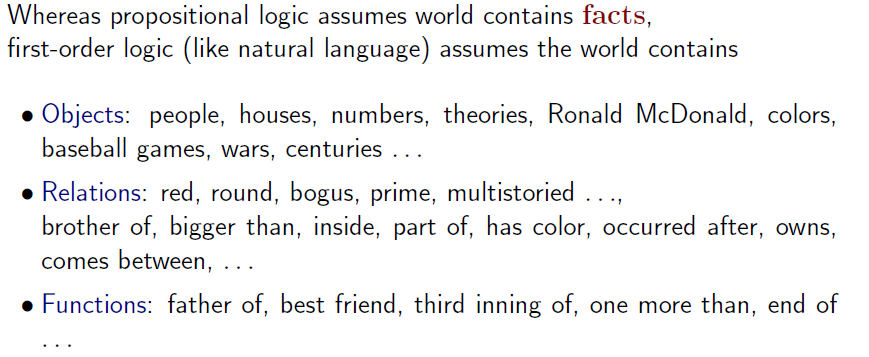 Whereas propositional logic assumes world contains facts,
first-order logic (like natural language) assumes the world contains
• Objects: people, houses, numbers, theories, Ronald McDonald, colors,
baseball games, wars, centuries . . .
• Relations: red, round, bogus, prime, multistoried . . .,
brother of, bigger than, inside, part of, has color, occurred after, owns,
comes between, . . .
• Functions: father of, best friend, third inning of, one more than, end of
. . .